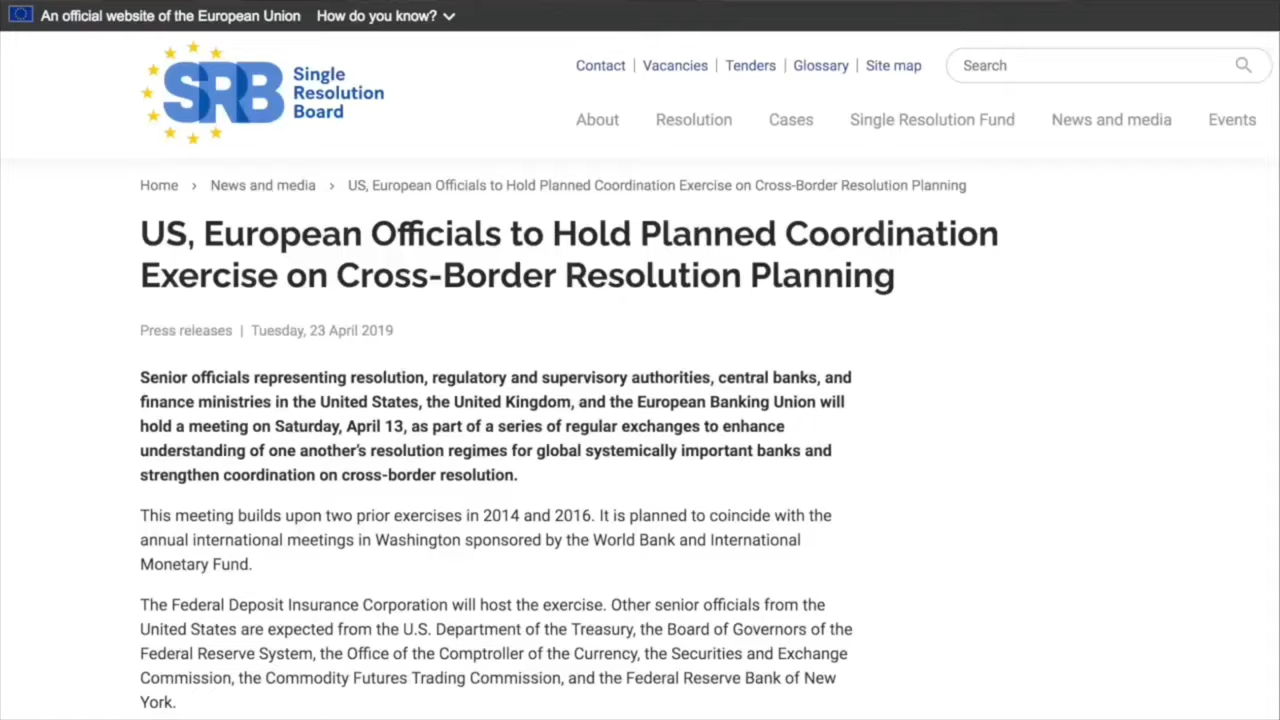 An official website of the European Union How do you know?
SRB
Single
Resolution
Board
Contact | Vacancies | Tenders | Glossary | Site map
Search
About Resolution Cases Single Resolution Fund News and media Events
Home › News and media › US, European Officials to Hold Planned Coordination Exercise on Cross-Border Resolution Planning
US, European Officials to Hold Planned Coordination
Exercise on Cross-Border Resolution Planning
Press releases | Tuesday, 23 April 2019
Senior officials representing resolution, regulatory and supervisory authorities, central banks, and
finance ministries in the United States, the United Kingdom, and the European Banking Union will
hold a meeting on Saturday, April 13, as part of a series of regular exchanges to enhance
understanding of one another's resolution regimes for global systemically important banks and
strengthen coordination on cross-border resolution.
This meeting builds upon two prior exercises in 2014 and 2016. It is planned to coincide with the
annual international meetings in Washington sponsored by the World Bank and International
Monetary Fund.
The Federal Deposit Insurance Corporation will host the exercise. Other senior officials from the
United States are expected from the U.S. Department of the Treasury, the Board of Governors of the
Federal Reserve System, the Office of the Comptroller of the Currency, the Securities and Exchange
Commission, the Commodity Futures Trading Commission, and the Federal Reserve Bank of New
York.